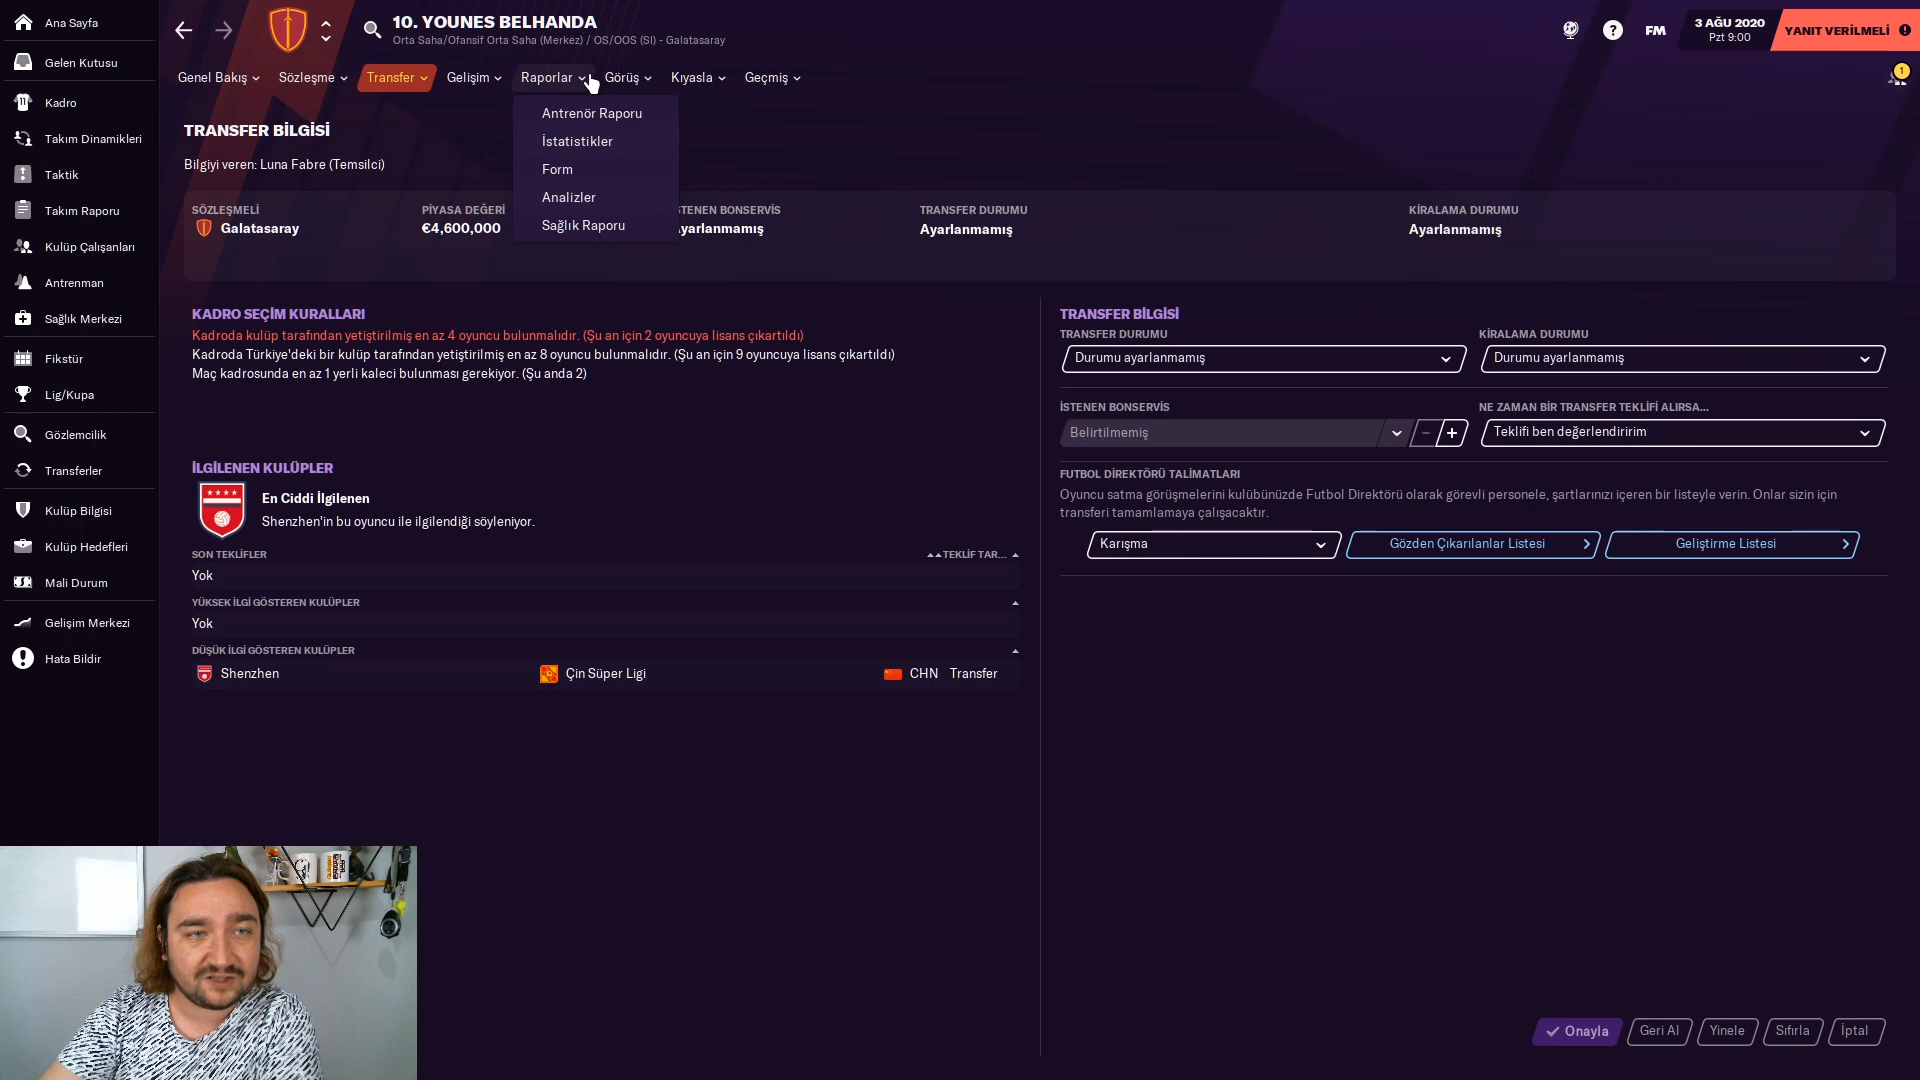 Ana Sayfa
Gelen Kutusu
Kadro
Takım Dinamikleri
Taktik
Takım Raporu
Kulüp Çalışanları
Antrenman
Sağlık Merkezi
Fikstür
Lig/Kupa
Gözlemcilik
Transferler
Kulüp Bilgisi
Kulüp Hedefleri
Mali Durum
Gelişim Merkezi
Hata Bildir
10. YOUNES BELHANDA
Orta Saha/Ofansif Orta Saha (Merkez) / OS/OOS (SI) - Galatasaray
FM
3 AĞU 2020
Pzt 9:00
YANIT VERİLMELİ
1
Genel Bakış
Sözleşme
Transfer
Gelişim
Raporlar
Görüş
Kıyasla
Geçmiş
Antrenör Raporu
İstatistikler
Form
Analizler
Sağlık Raporu
TRANSFER BİLGİSİ
Bilgiyi veren: Luna Fabre (Temsilci)
SÖZLEŞMELİ
Galatasaray
PİYASA DEĞERİ
€4,600,000
STENEN BONSERVİS
yarlanmamış
TRANSFER DURUMU
Ayarlanmamış
KİRALAMA DURUMU
Ayarlanmamış
KADRO SEÇİM KURALLARI
Kadroda kulüp tarafından yetiştirilmiş en az 4 oyuncu bulunmalıdır. (Şu an için 2 oyuncuya lisans çıkartıldı)
Kadroda Türkiye'deki bir kulüp tarafından yetiştirilmiş en az 8 oyuncu bulunmalıdır. (Şu an için 9 oyuncuya lisans çıkartıldı)
Maç kadrosunda en az 1 yerli kaleci bulunması gerekiyor. (Şu anda 2)
İLGİLENEN KULÜPLER
En Ciddi İlgilenen
Shenzhen'in bu oyuncu ile ilgilendiği söyleniyor.
SON TEKLİFLER
TEKLİF TAR...
Yok
YÜKSEK İLGİ GÖSTEREN KULÜPLER
Yok
DÜŞÜK İLGİ GÖSTEREN KULÜPLER
Shenzhen
Çin Süper Ligi
CHN
Transfer
TRANSFER BİLGİSİ
TRANSFER DURUMU
Durumu ayarlanmamış
KİRALAMA DURUMU
Durumu ayarlanmamış
İSTENEN BONSERVİS
Belirtilmemiş
NE ZAMAN BİR TRANSFER TEKLİFİ ALIRSA...
Teklifi ben değerlendiririm
FUTBOL DİREKTÖRÜ TALİMATLARI
Oyuncu satma görüşmelerini kulübünüzde Futbol Direktörü olarak görevli personele, şartlarınızı içeren bir listeyle verin. Onlar sizin için
transferi tamamlamaya çalışacaktır.
Karışma
Gözden Çıkarılanlar Listesi
Geliştirme Listesi
Onayla
Geri Al
Yinele
Sıfırla
İptal